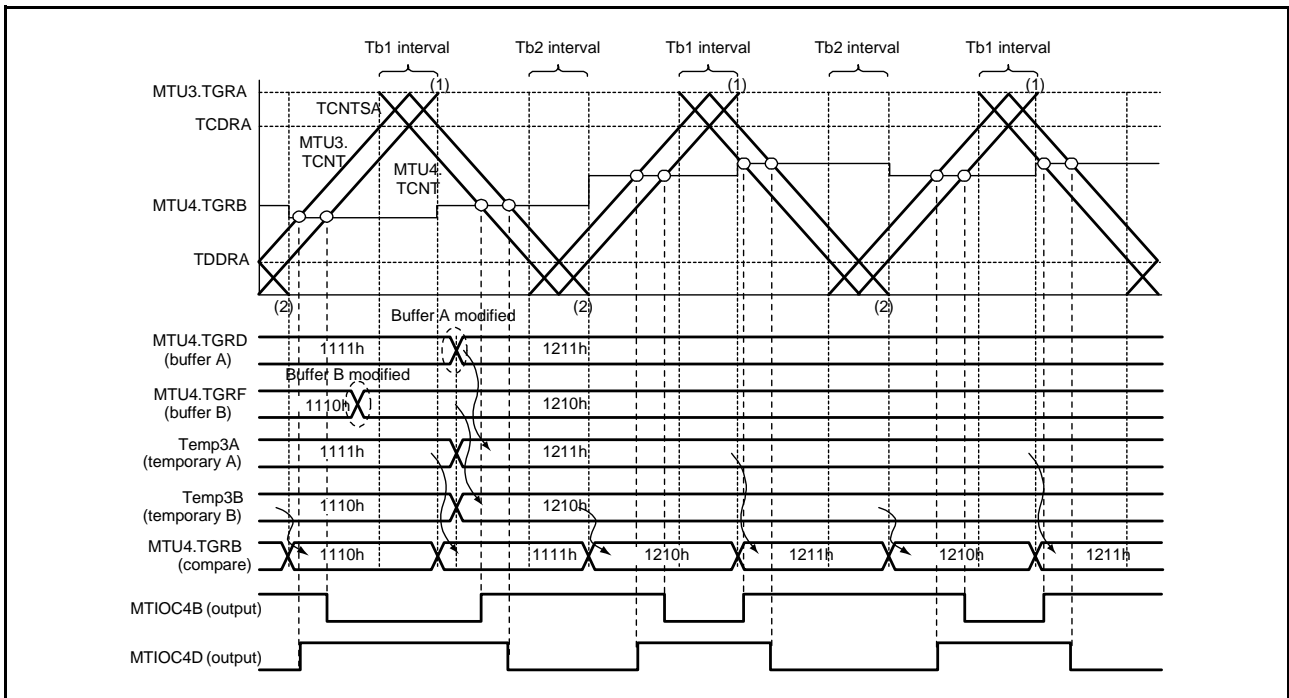 Tb1 interval Tb2 interval Tb1 interval Tb2 interval Tb1 interval
MTU3.TGRA (1) (1) (1)
TCNTSA
TCDRA
MTU3.
TCNT
MTU4.
TCNT
MTU4.TGRB
TDDRA
(2) (2) (2)
Buffer A modified
MTU4.TGRD
(buffer A)
1111h 1211h
Buffer B modified
MTU4.TGRF
(buffer B)
1110h 1210h
Temp3A
(temporary A)
1111h 1211h
Temp3B
(temporary B)
1110h 1210h
MTU4.TGRB
(compare)
1110h 1111h 1210h 1211h 1210h 1211h
MTIOC4B (output)
MTIOC4D (output)